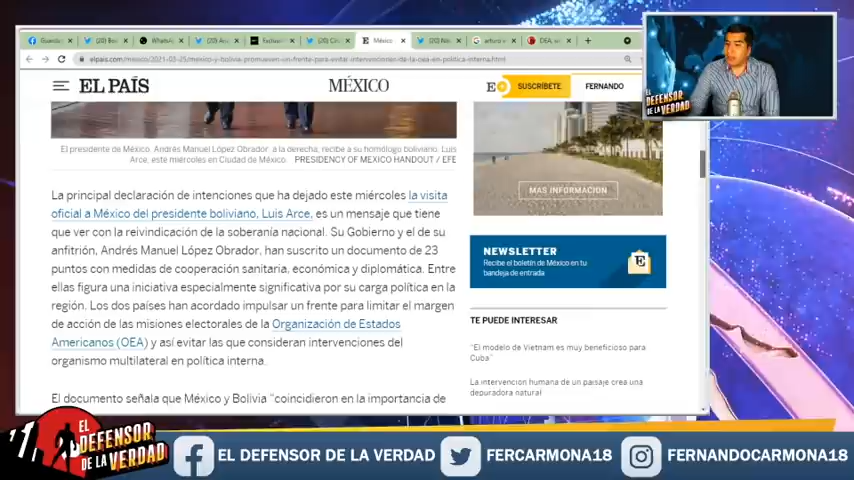 México
elpais.com/mexico/2021-03-25/mexico-y-bolivia-promueven-un-frente-para-evitar-intervenciones-de-la-oea-en-politica-interna.html
EL PAÍS
MÉXICO
SUSCRÍBETE
FERNANDO
El presidente de México, Andrés Manuel López Obrador, a la derecha, recibe a su homólogo boliviano, Luis
Arce, este miércoles en Ciudad de México. PRESIDENCY OF MEXICO HANDOUT / EFE
La principal declaración de intenciones que ha dejado este miércoles la visita
oficial a México del presidente boliviano, Luis Arce, es un mensaje que tiene
que ver con la reivindicación de la soberanía nacional. Su Gobierno y el de su
anfitrión, Andrés Manuel López Obrador, han suscrito un documento de 23
puntos con medidas de cooperación sanitaria, económica y diplomática. Entre
ellas figura una iniciativa especialmente significativa por su carga política en la
región. Los dos países han acordado impulsar un frente para limitar el margen
de acción de las misiones electorales de la Organización de Estados
Americanos (OEA) y así evitar las que consideran intervenciones del
organismo multilateral en política interna.
El documento señala que México y Bolivia "coincidieron en la importancia de
MAS INFORMACION
NEWSLETTER
Recibe el boletín de México en tu
bandeja de entrada
TE PUEDE INTERESAR
"El modelo de Vietnam es muy beneficioso para
Cuba"
La intervencion humana de un paisaje crea una
depuradora natural
EL DEFENSOR
DE LA VERDAD
EL
DEFENSOR
DE LA VERDAD
EL DEFENSOR DE LA VERDAD
FERCARMONA18
FERNANDOCARMONA18